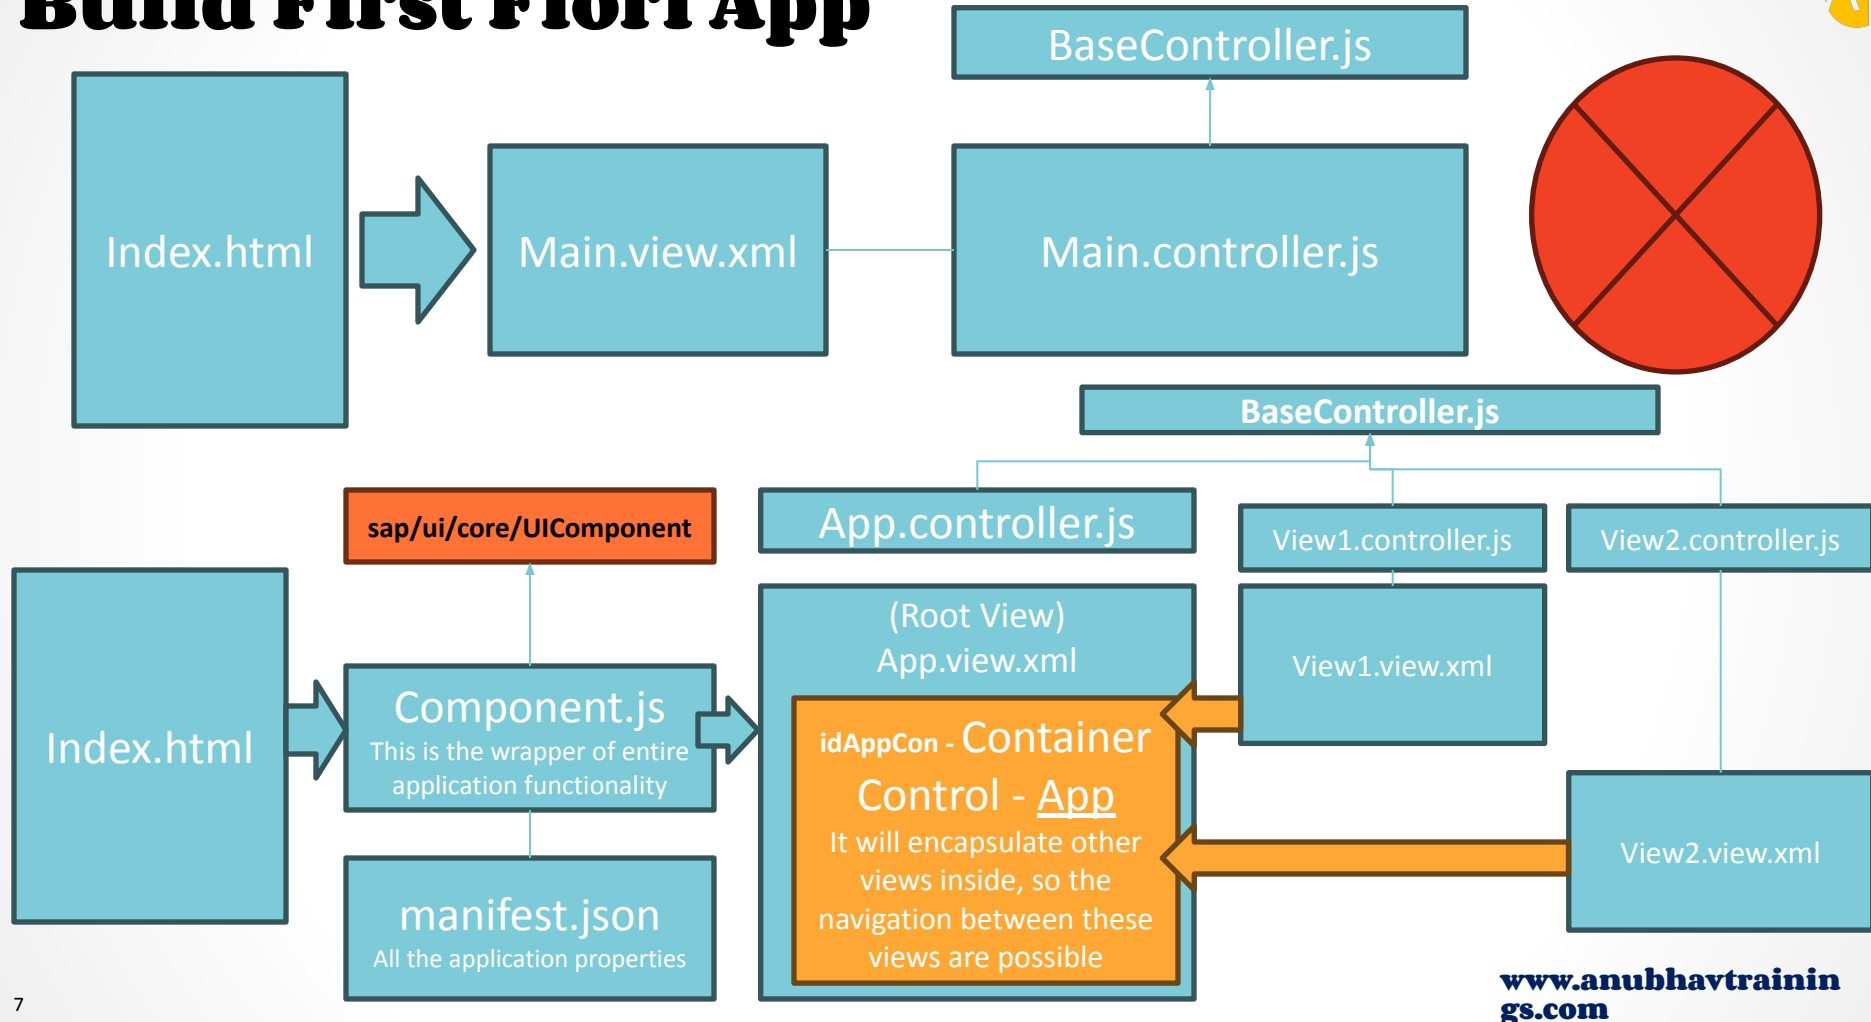 Build First Fiori App
BaseController.js
Index.html
Main.view.xml
Main.controller.js
BaseController.js
sap/ui/core/UIComponent
App.controller.js
View1.controller.js
View2.controller.js
Index.html
Component.js
This is the wrapper of entire
application functionality
manifest.json
All the application properties
(Root View)
App.view.xml
idAppCon - Container
Control - App
It will encapsulate other
views inside, so the
navigation between these
views are possible
View1.view.xml
View2.view.xml
www.anubhavtrainin
gs.com
7